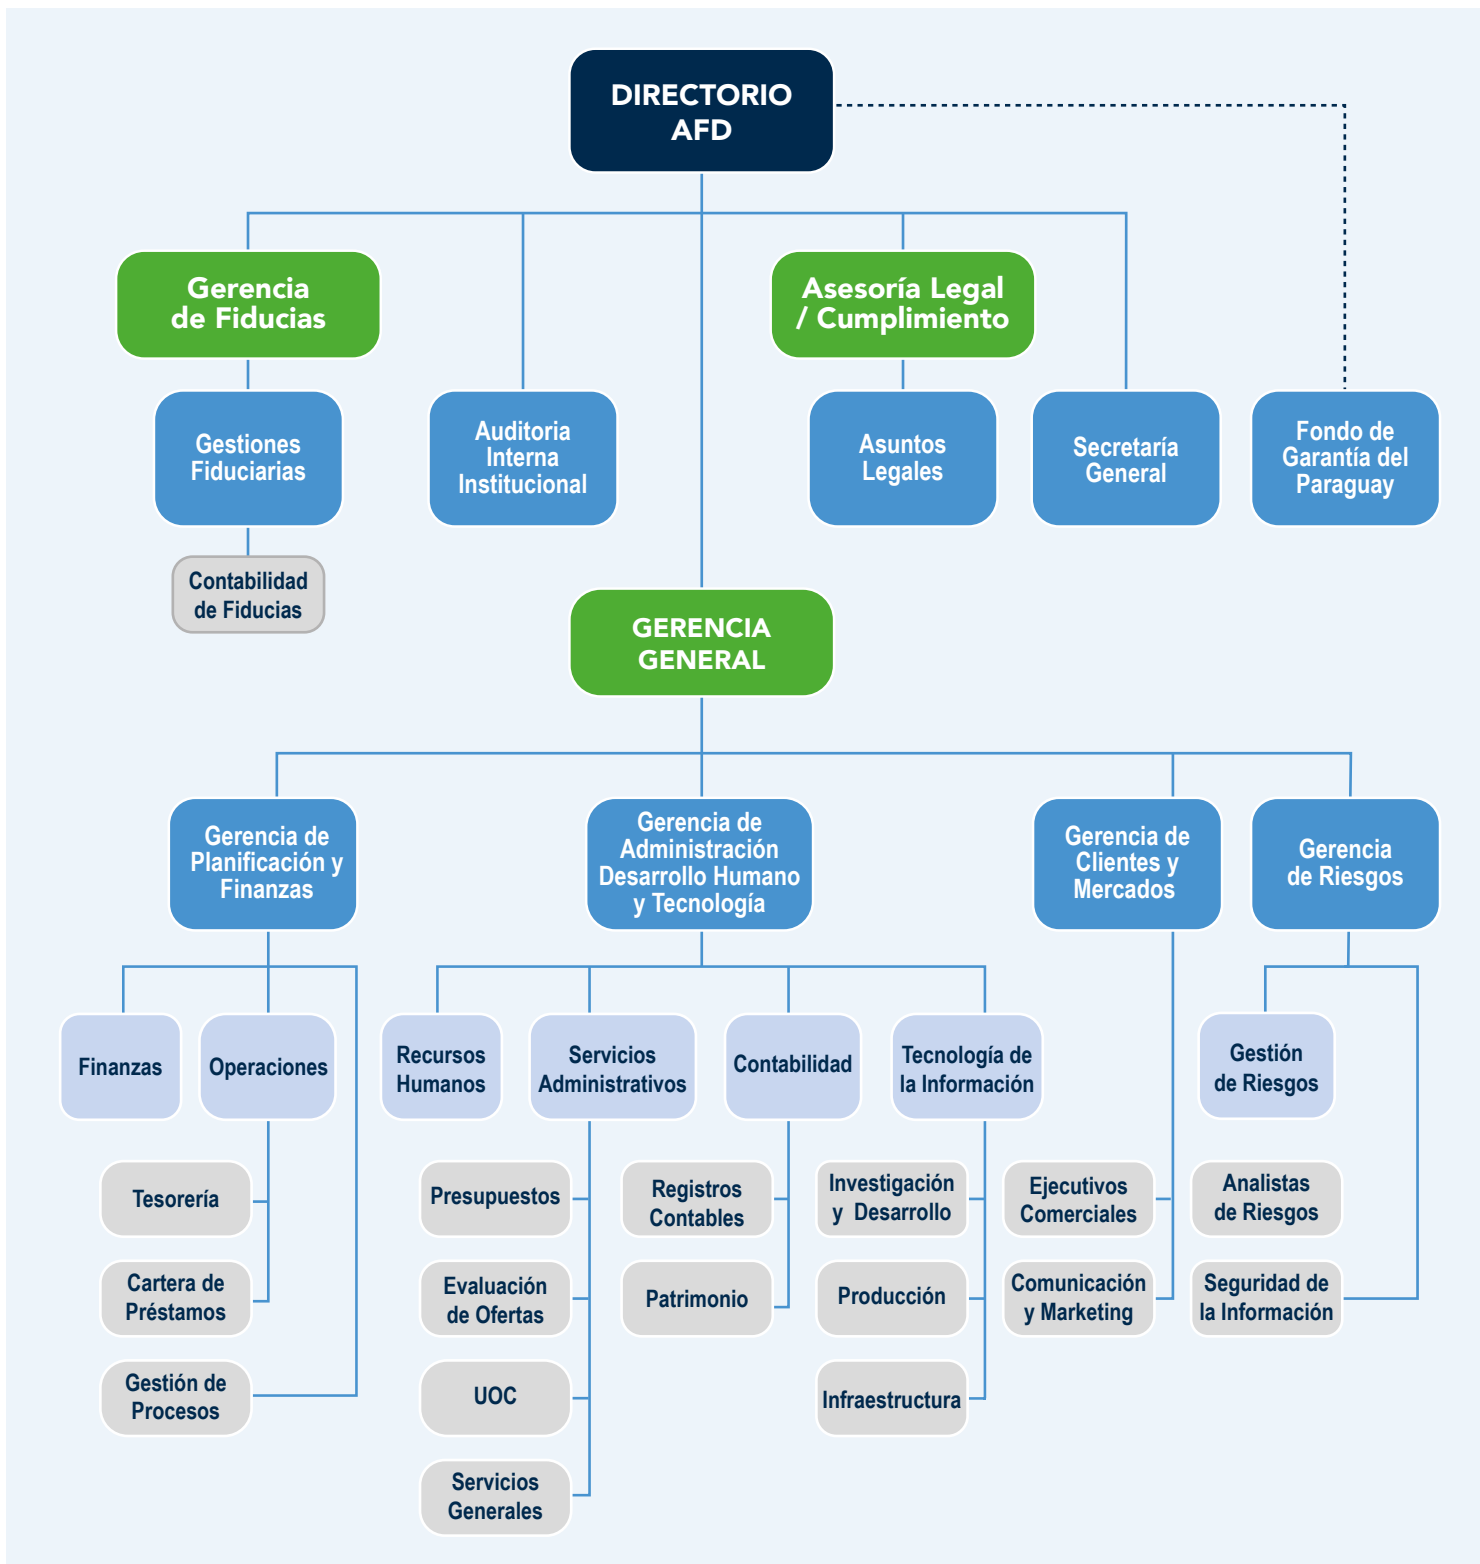 DIRECTORIO
AFD
Gerencia
de Fiducias
Asesoría Legal
/ Cumplimiento
Gestiones
Fiduciarias
Auditoria
Interna
Institucional
Asuntos
Legales
Secretaría
General
Fondo de
Garantía del
Paraguay
Contabilidad
de Fiducias
GERENCIA
GENERAL
Gerencia de
Planificación y
Finanzas
Gerencia de
Administración
Desarrollo Humano
y Tecnología
Gerencia de
Clientes y
Mercados
Gerencia
de Riesgos
Finanzas
Operaciones
Recursos
Humanos
Servicios
Administrativos
Contabilidad
Tecnología de
la Información
Gestión
de Riesgos
Tesorería
Presupuestos
Registros
Contables
Investigación
y Desarrollo
Ejecutivos
Comerciales
Analistas
de Riesgos
Cartera de
Préstamos
Evaluación
de Ofertas
Patrimonio
Producción
Comunicación
y Marketing
Seguridad de
la Información
Gestión de
Procesos
UOC
Infraestructura
Servicios
Generales